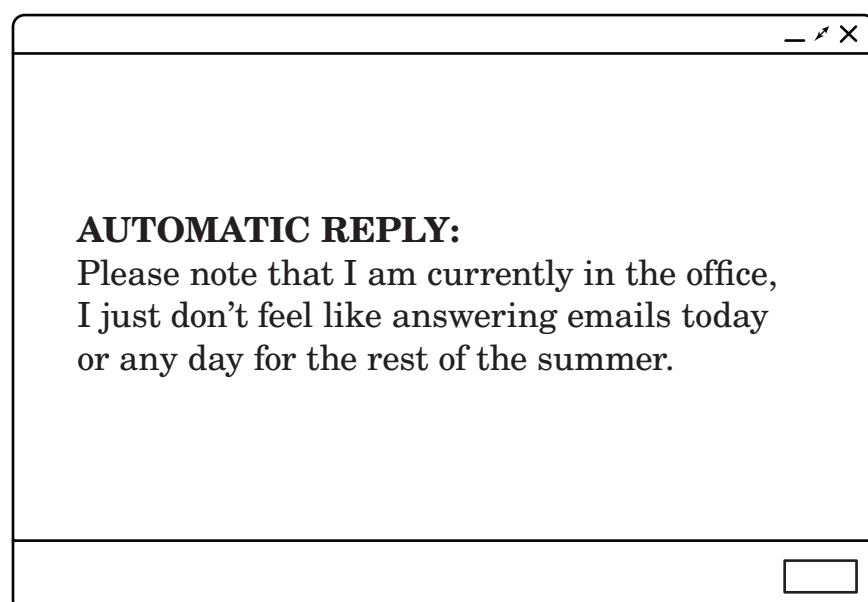 AUTOMATIC REPLY:
Please note that I am currently in the office,
I just don’t feel like answering emails today
or any day for the rest of the summer.